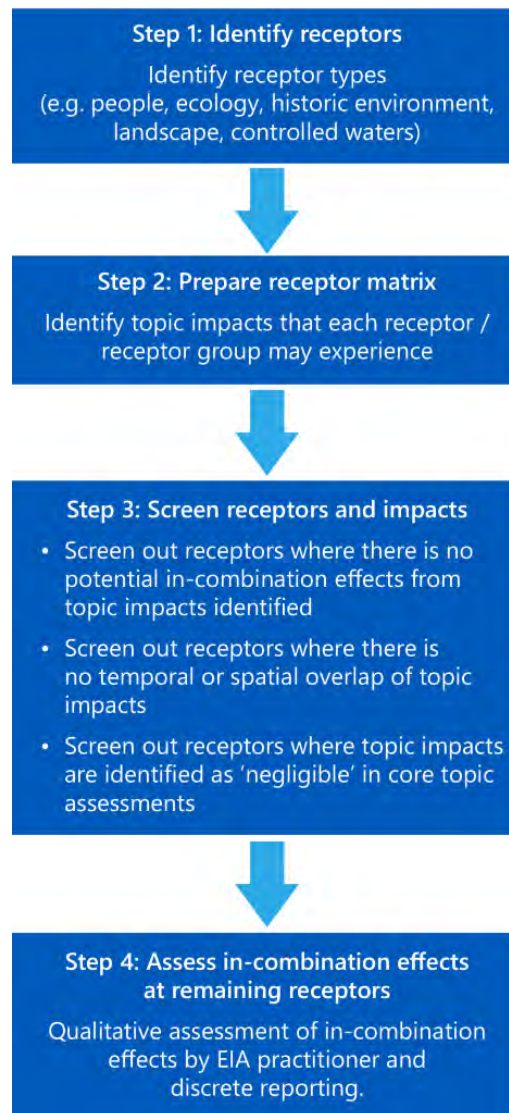 Step 1: Identify receptors
Identify receptor types
(e.g. people, ecology, historic environment,
landscape, controlled waters)
Step 2: Prepare receptor matrix
Identify topic impacts that each receptor /
receptor group may experience
Step 3: Screen receptors and impacts
• Screen out receptors where there is no
potential in-combination effects from
topic impacts identified
• Screen out receptors where there is
no temporal or spatial overlap of topic
impacts
• Screen out receptors where topic impacts
are identified as ‘negligible’ in core topic
assessments
Step 4: Assess in-combination effects
at remaining receptors
Qualitative assessment of in-combination
effects by EIA practitioner and
discrete reporting.